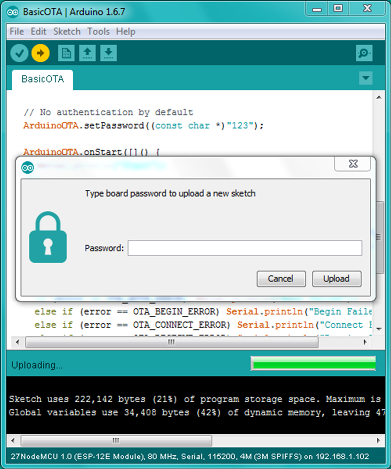 BasicOTA | Arduino 1.6.7
File Edit Sketch Tools Help
BasicOTA
// No authentication by default
ArduinoOTA.setPassword((const char *)"123");
ArduinoOTA.onStart([]() {
Type board password to upload a new sketch
Password:
Cancel Upload
else if (error == OTA_BEGIN_ERROR) Serial.println("Begin Faile
else if (error == OTA_CONNECT_ERROR) Serial.println("Connect F
Uploading...
Sketch uses 222,142 bytes (21%) of program storage space. Maximum is
Global variables use 34,408 bytes (42%) of dynamic memory, leaving 47
27NodeMCU 1.0 (ESP-12E Module), 80 MHz, Serial, 115200, 4M (3M SPIFFS) on 192.168.1.102